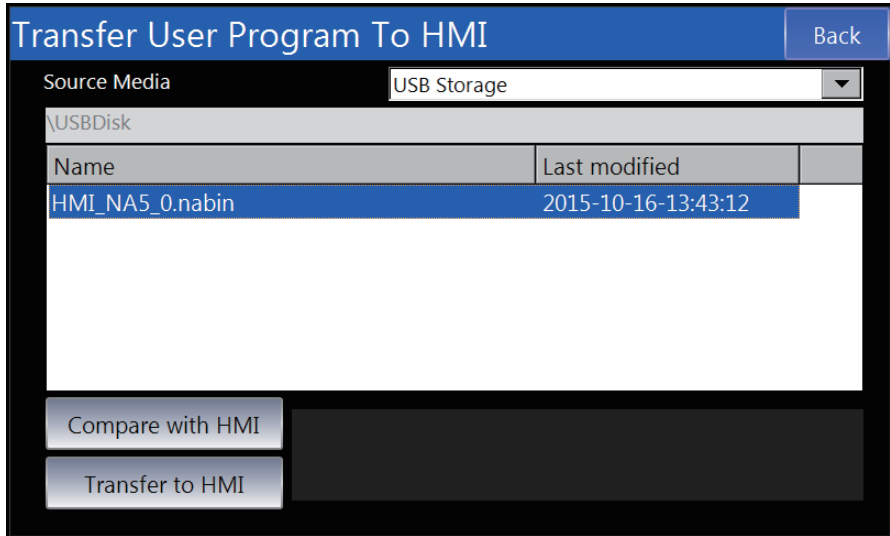 Transfer User Program To HMI
Back
Source Media
USB Storage
\USBDisk
Name
Last modified
HMI_NA5_0.nabin
2015-10-16-13:43:12
Compare with HMI
Transfer to HMI